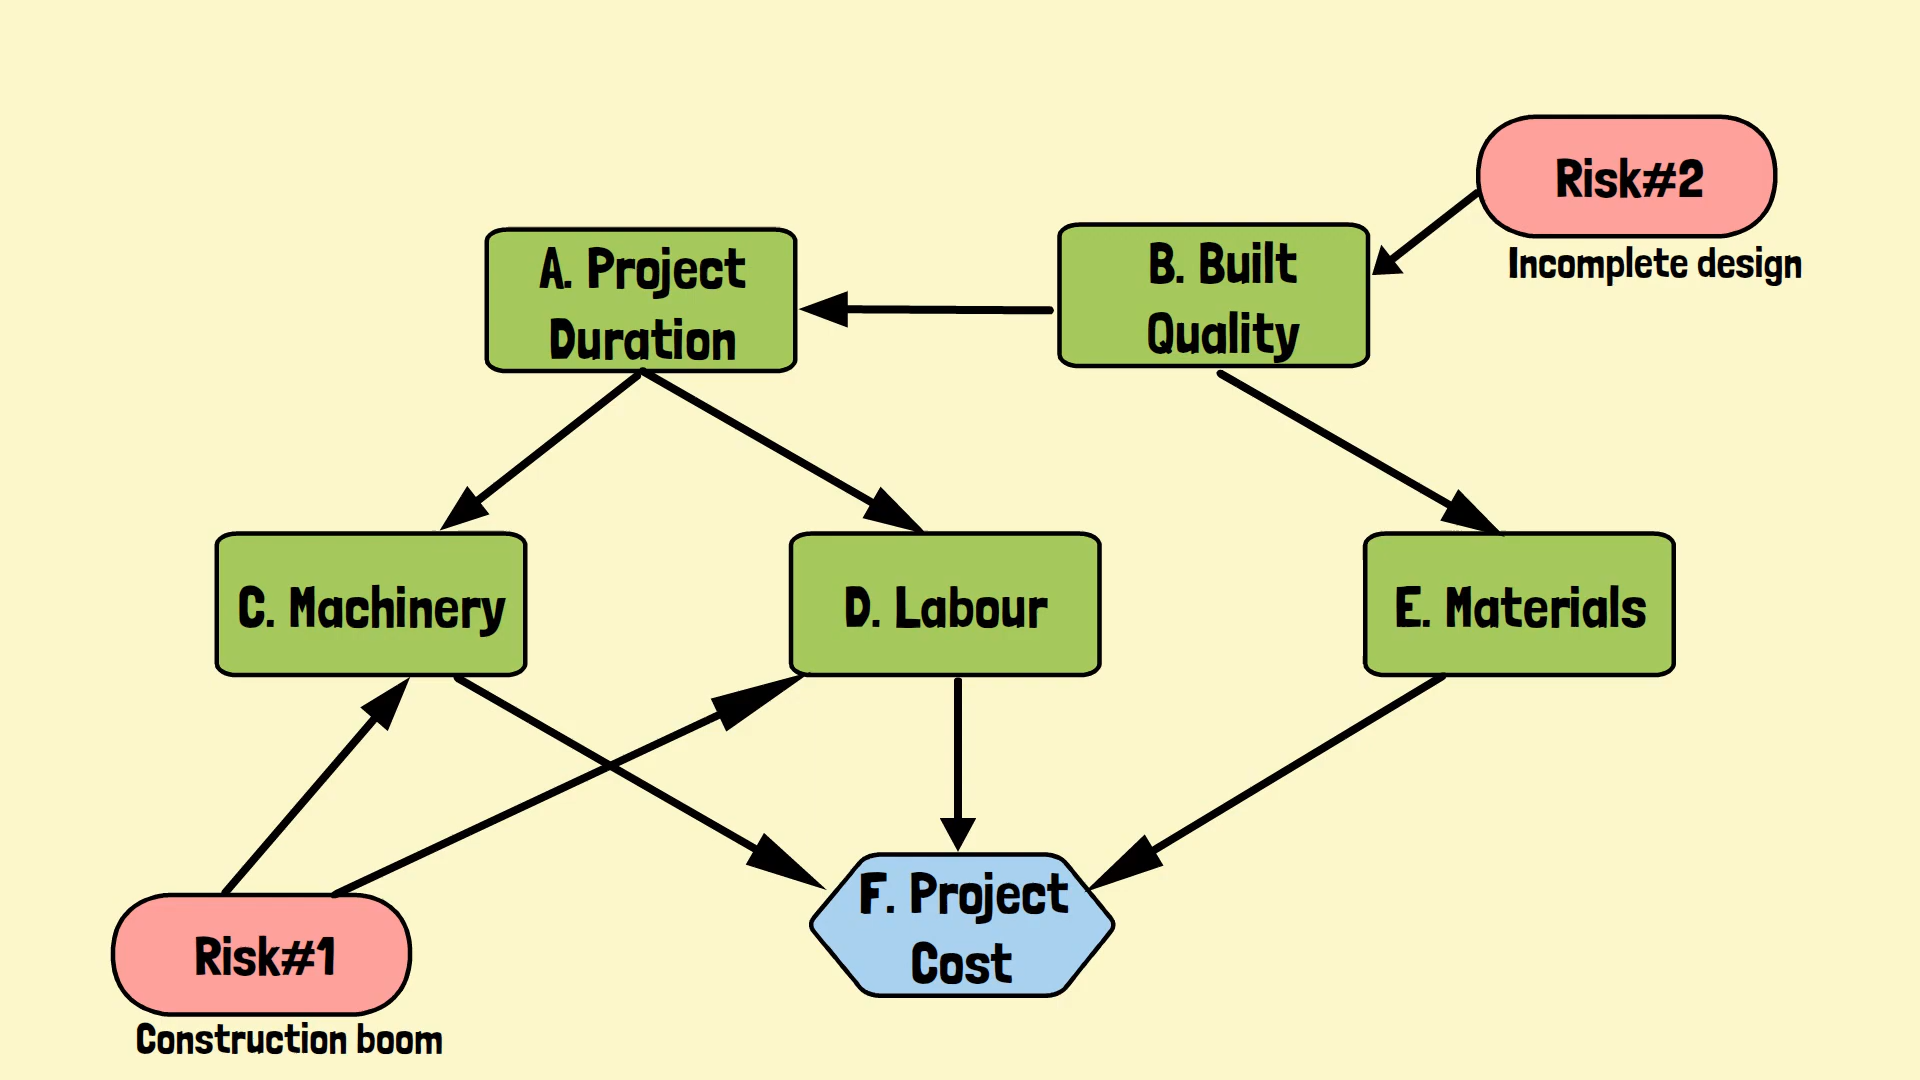 Risk#2
Incomplete design
A. Project
Duration
B. Built
Quality
C. Machinery
D. Labour
E. Materials
F. Project
Cost
Risk#1
Construction boom